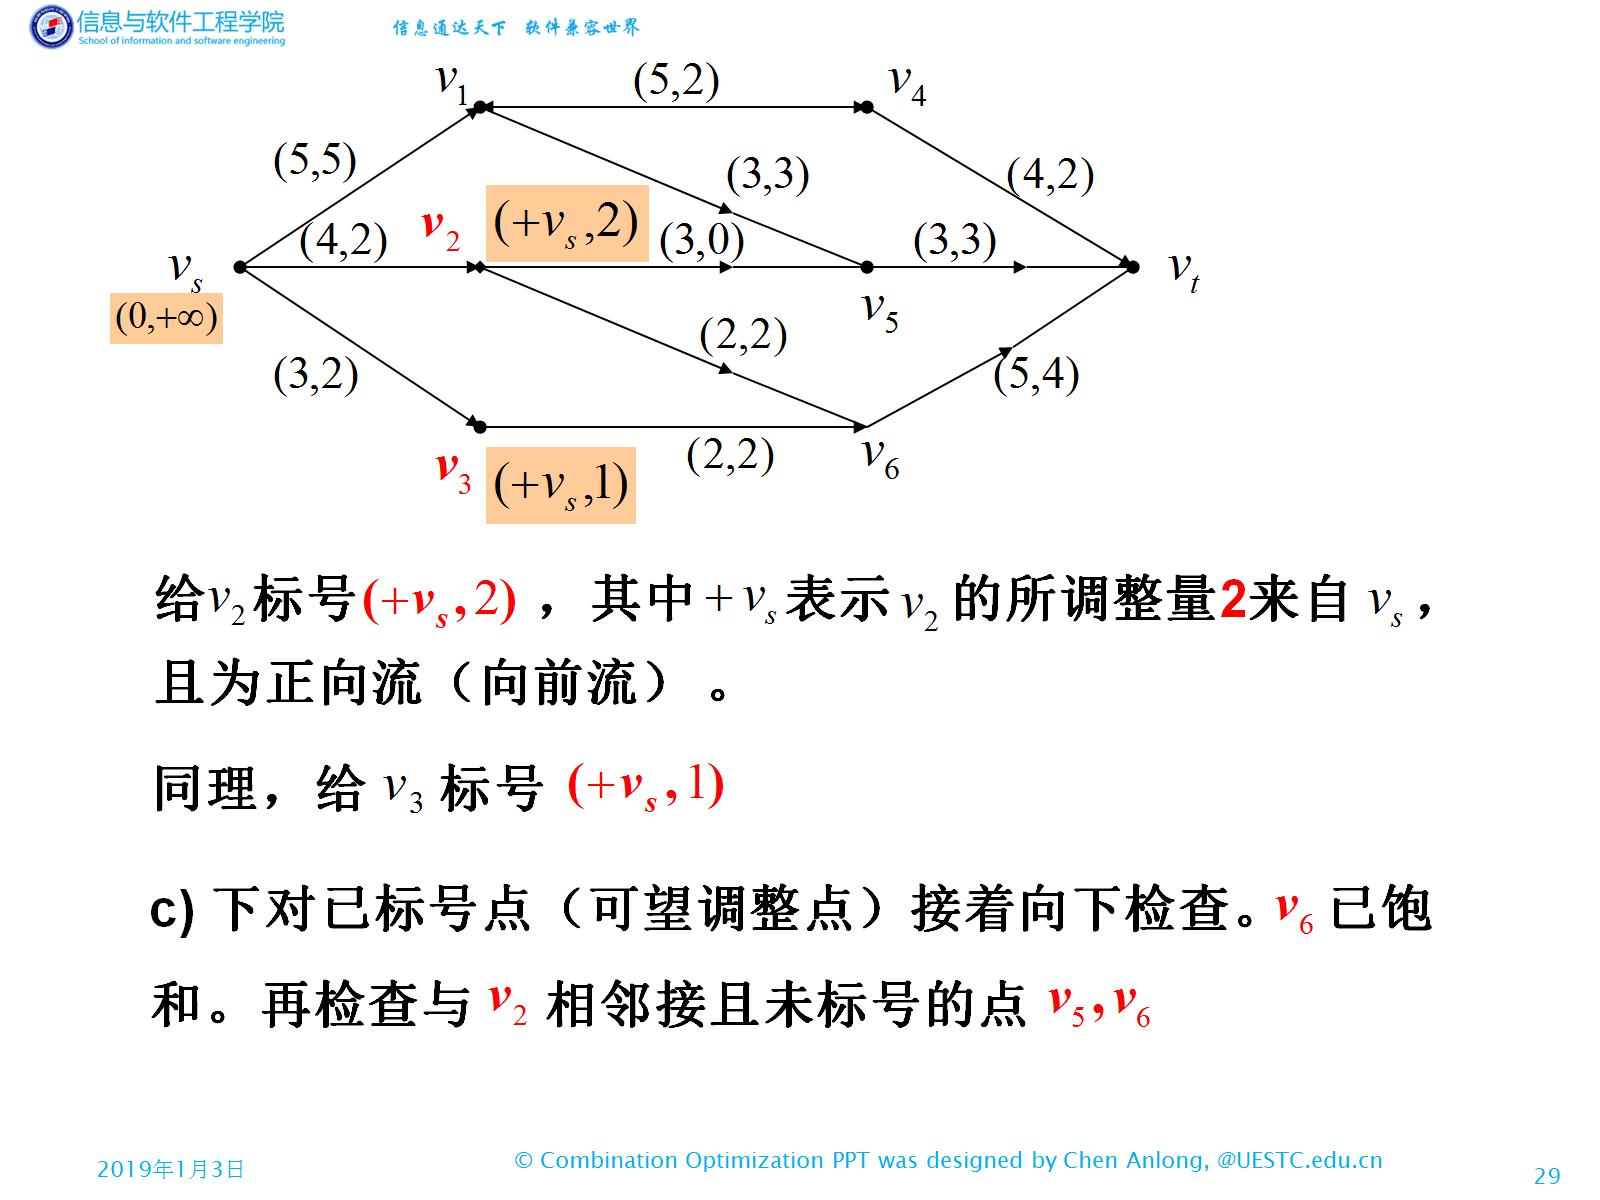 信息与软件工程学院
School of information and software engineering
信息通达天下 软件兼容世界
v1 (5,2) v4
(5,5) (3,3) (4,2)
(4,2) v2 (+vs,2) (3,0) (3,3)
vs vt
(0,+∞) v5
(2,2)
(3,2) (5,4)
(2,2) v6
v3 (+vs,1)
给v2标号(+vs,2)，其中+vs表示v2的所调整量2来自vs，
且为正向流（向前流）。
同理，给v3标号(+vs,1)
c) 下对已标号点（可望调整点）接着向下检查。v6已饱
和。再检查与v2相邻接且未标号的点v5,v6
2019年1月3日
© Combination Optimization PPT was designed by Chen Anlong, @UESTC.edu.cn
29